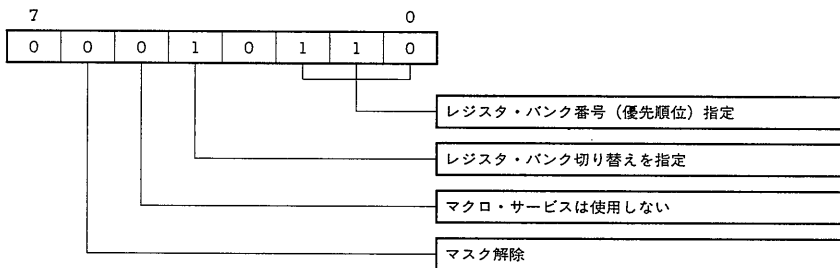 7 0
0 0 0 1 0 1 1 0
レジスタ・バンク番号（優先順位）指定
レジスタ・バンク切り替えを指定
マクロ・サービスは使用しない
マスク解除